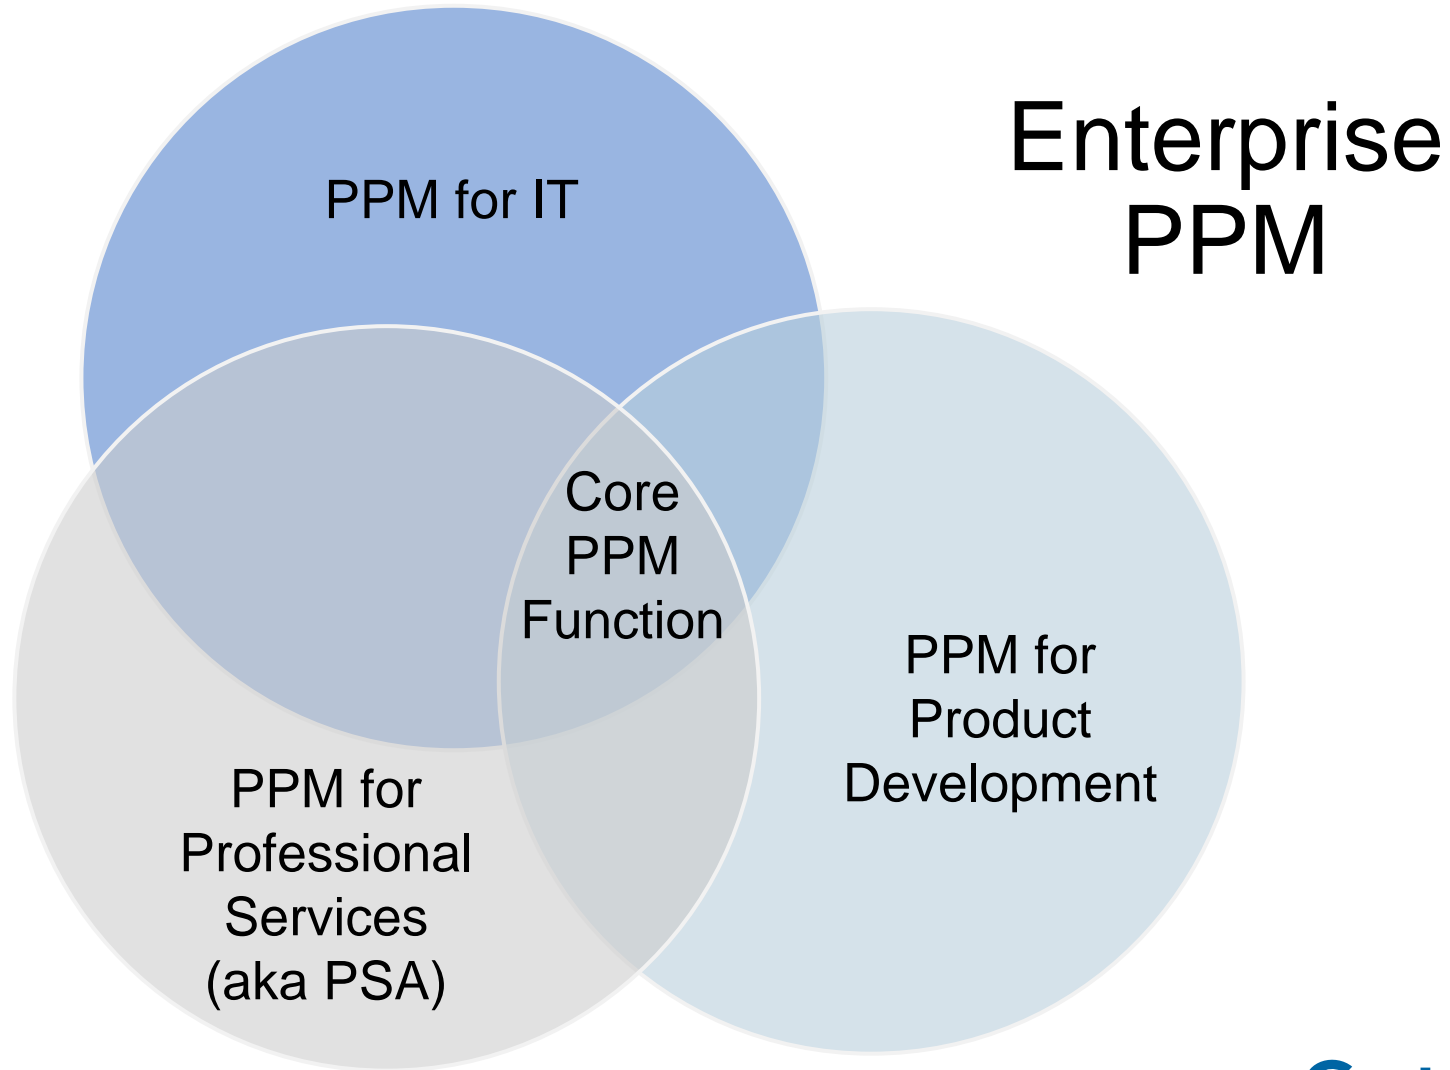 Enterprise
PPM
PPM for IT
Core
PPM
Function
PPM for
Product
Development
PPM for
Professional
Services
(aka PSA)